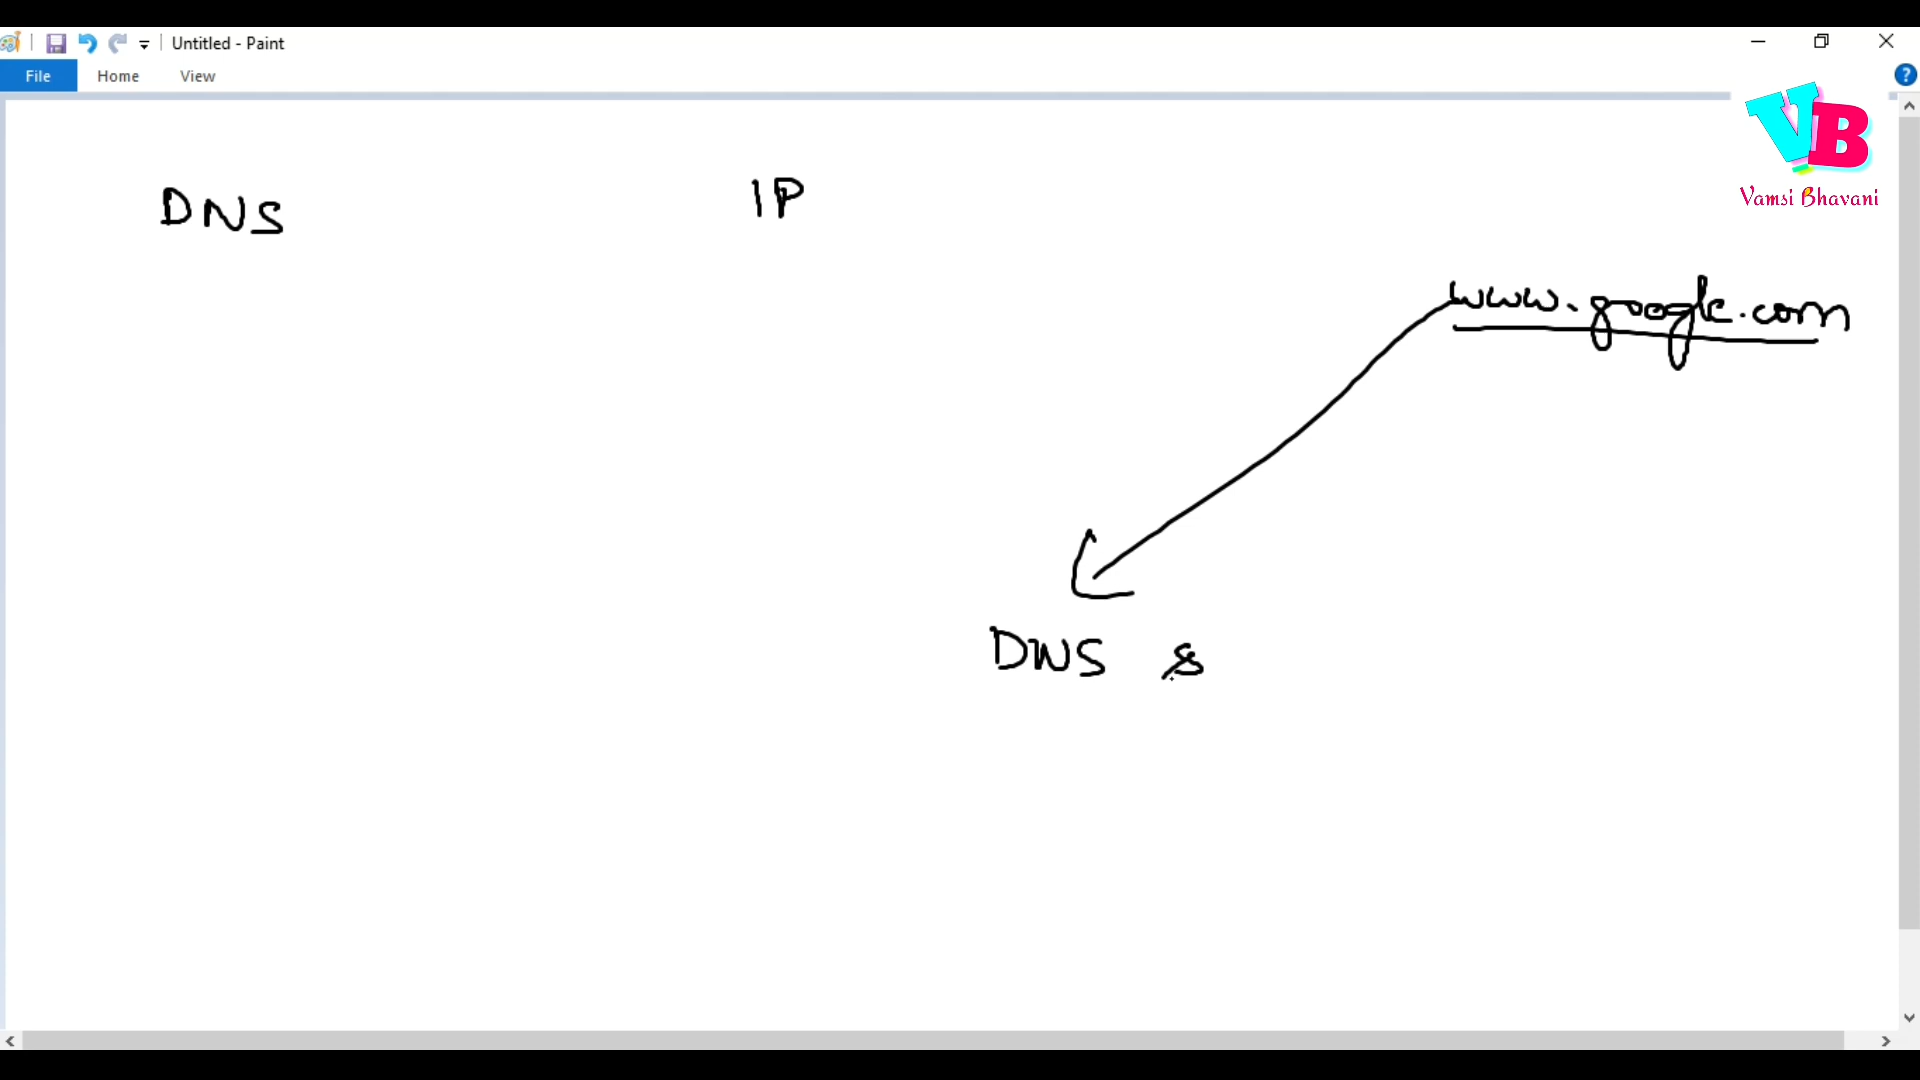 Untitled - Paint
File Home View
VB
Vamsi Bhavani
DNS IP
www.google.com
DNS s